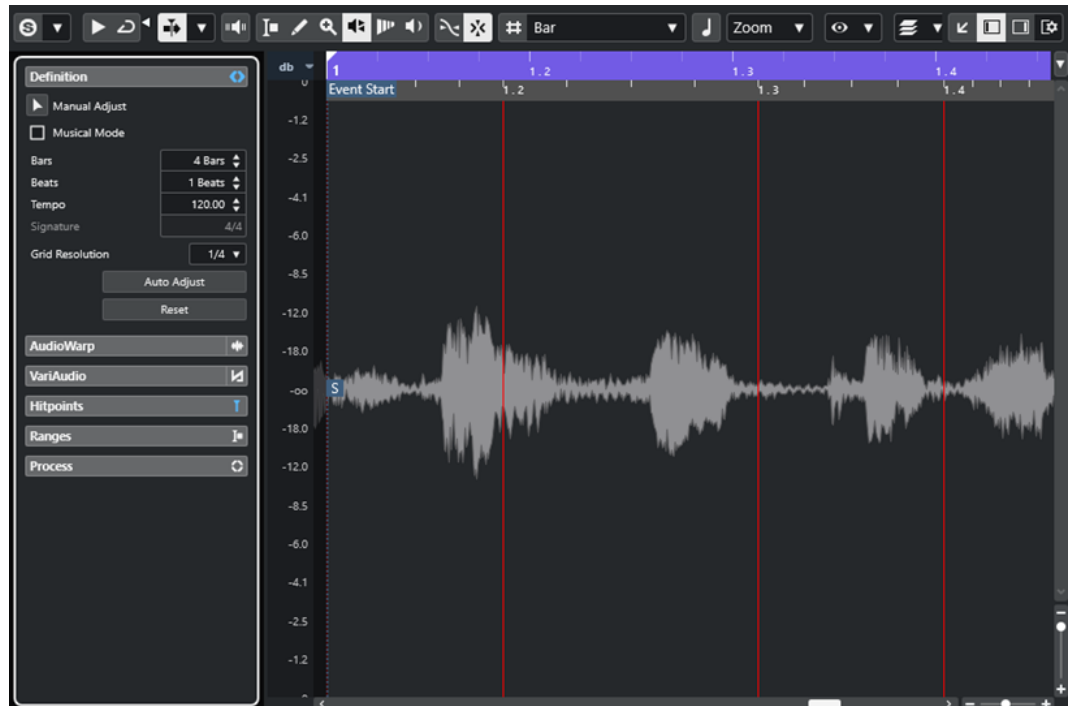 S
Bar
Zoom
Definition
Manual Adjust
Musical Mode
Bars 4 Bars
Beats 1 Beats
Tempo 120.00
Signature 4/4
Grid Resolution 1/4
Auto Adjust
Reset
AudioWarp
VariAudio
Hitpoints
Ranges
Process
db 1 1.2 1.3 1.4
0 Event Start 1.2 1.3 1.4
-1.2
-2.5
-4.1
-6.0
-8.5
-12.0
-18.0
-oo S
-18.0
-12.0
-8.5
-6.0
-4.1
-2.5
-1.2